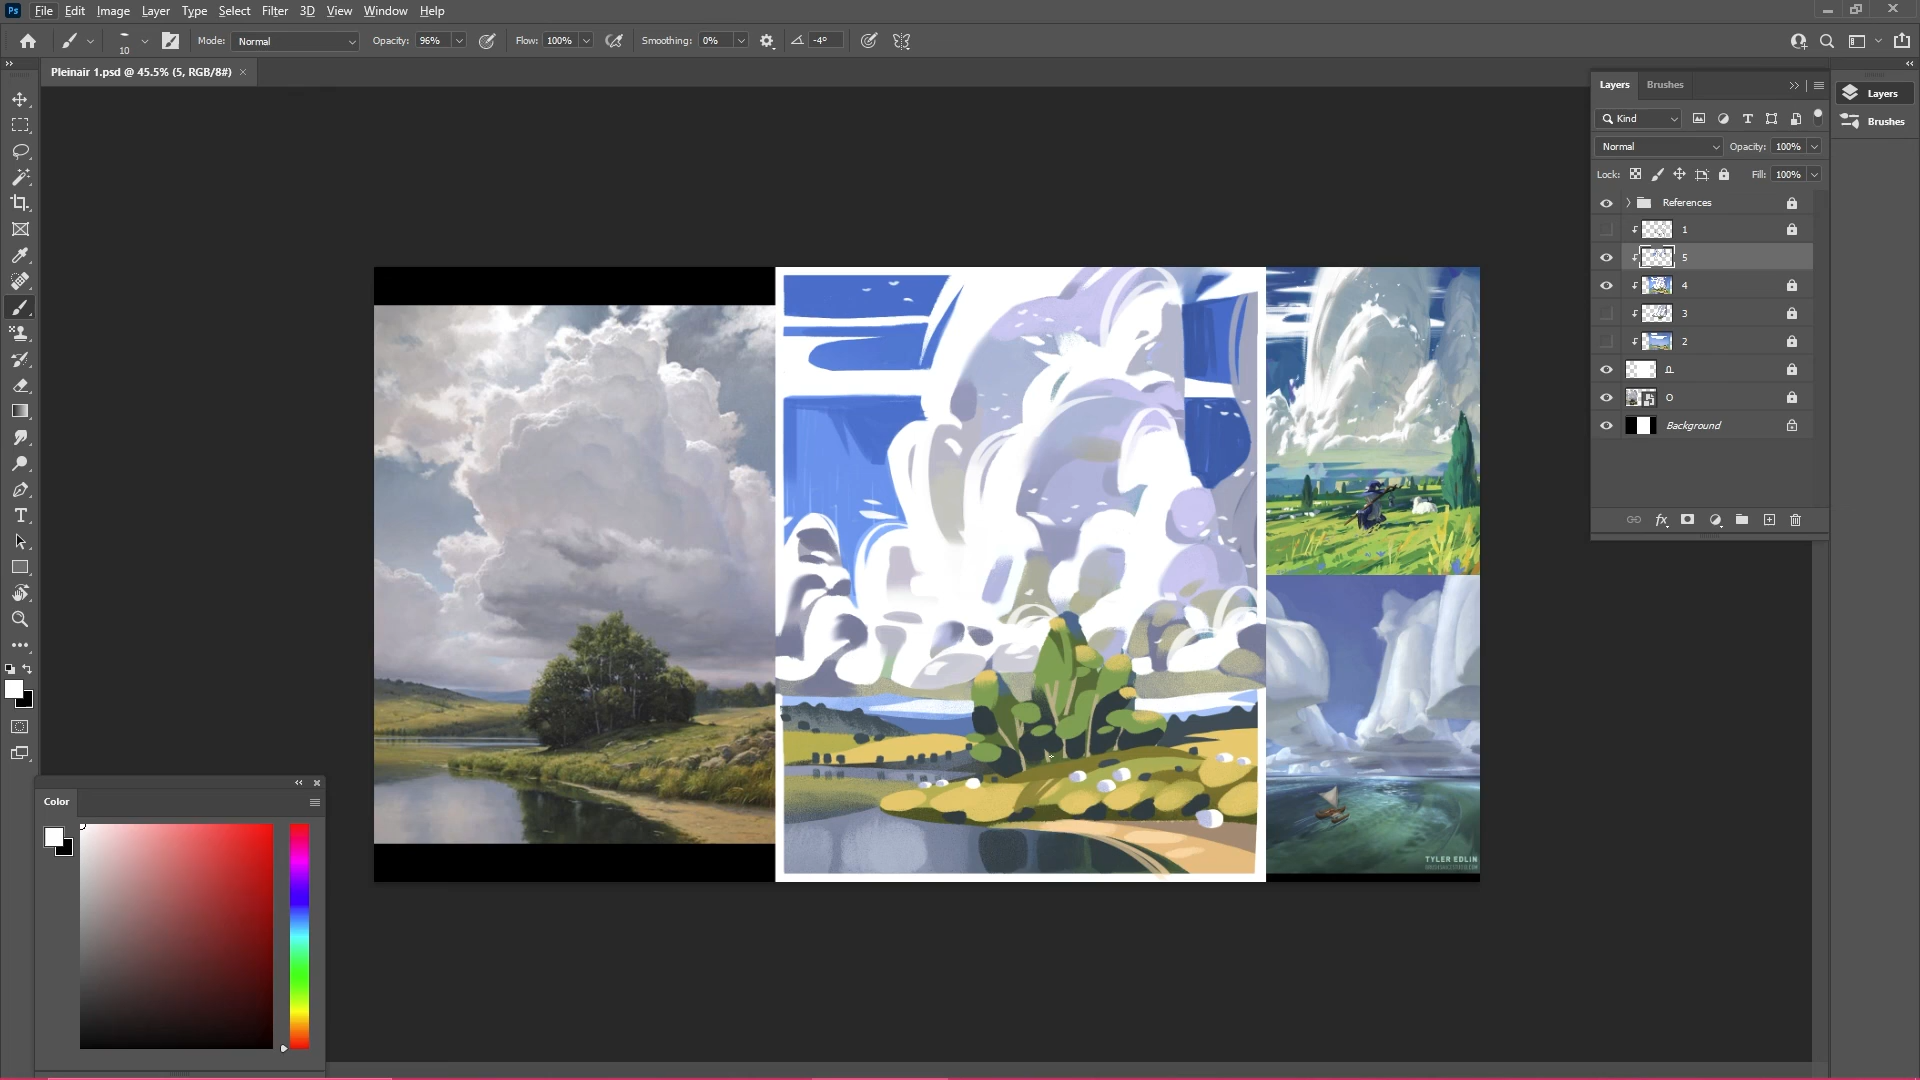 Ps File Edit Image Layer Type Select Filter 3D View Window Help
10 Mode: Normal Opacity: 96% Flow: 100% Smoothing: 0% -4°
Pleinair 1.psd @ 45.5% (5, RGB/8#) ×
Layers Brushes
Layers
Brushes
Kind
Normal Opacity: 100%
Lock: Fill: 100%
References
1
5
4
3
2
O
Background
fx
Color
TYLER EDLIN